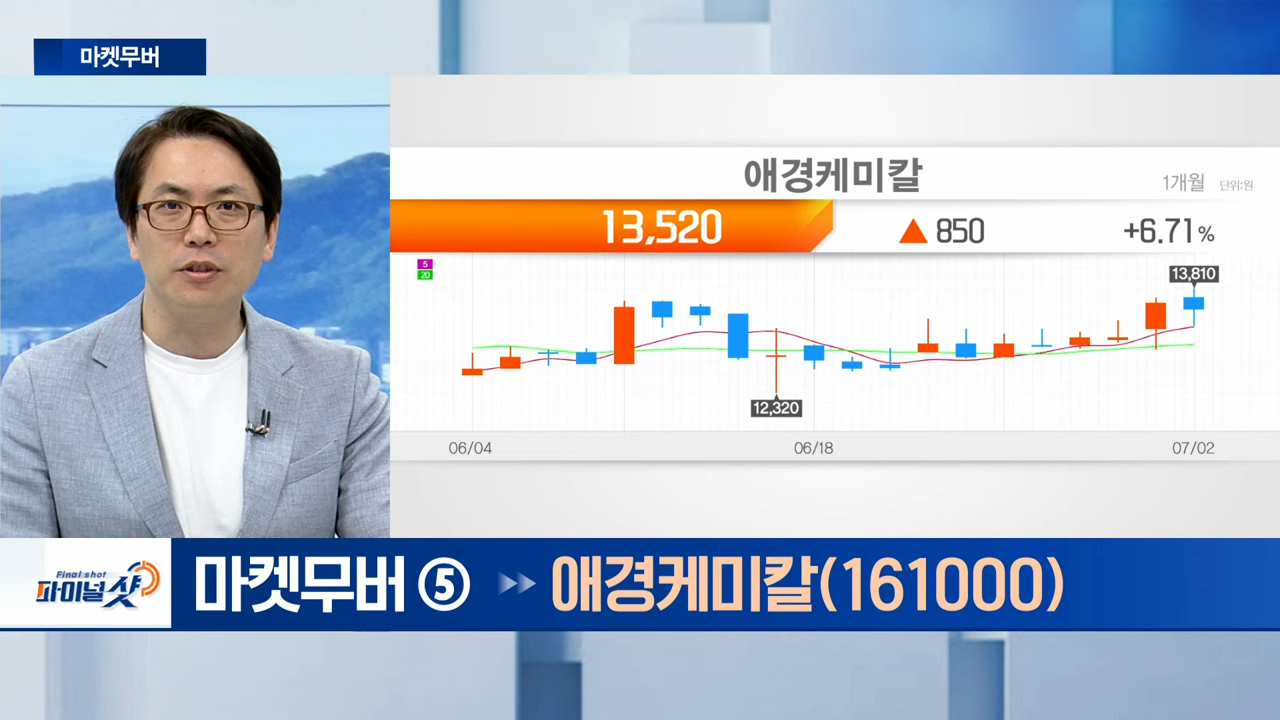 마켓무버
애경케미칼
1개월 단위:원
13,520 ▲ 850 +6.71%
5
20
13,810
12,320
06/04 06/18 07/02
Final shot
파이널샷
마켓무버 ⑤ 애경케미칼(161000)